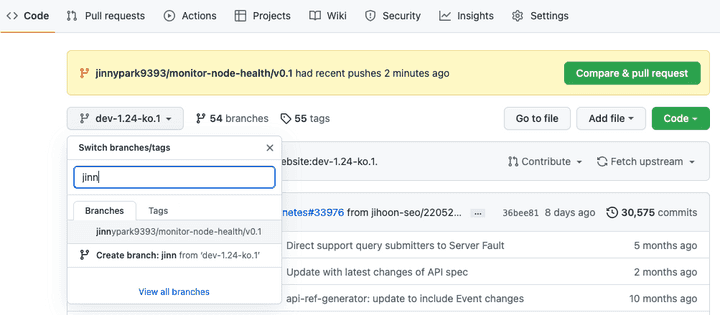 Code Pull requests Actions Projects Wiki Security Insights Settings
jinnypark9393/monitor-node-health/v0.1 had recent pushes 2 minutes ago Compare & pull request
dev-1.24-ko.1 54 branches 55 tags Go to file Add file Code
Switch branches/tags
ebsite:dev-1.24-ko.1. Contribute Fetch upstream
jinn
netes#33976 from jihoon-seo/22052... ... 36bee81 8 days ago 30,575 commits
Branches Tags
jinnypark9393/monitor-node-health/v0.1
Direct support query submitters to Server Fault 5 months ago
Create branch: jinn from 'dev-1.24-ko.1'
Update with latest changes of API spec 2 months ago
View all branches
api-ref-generator: update to include Event changes 10 months ago